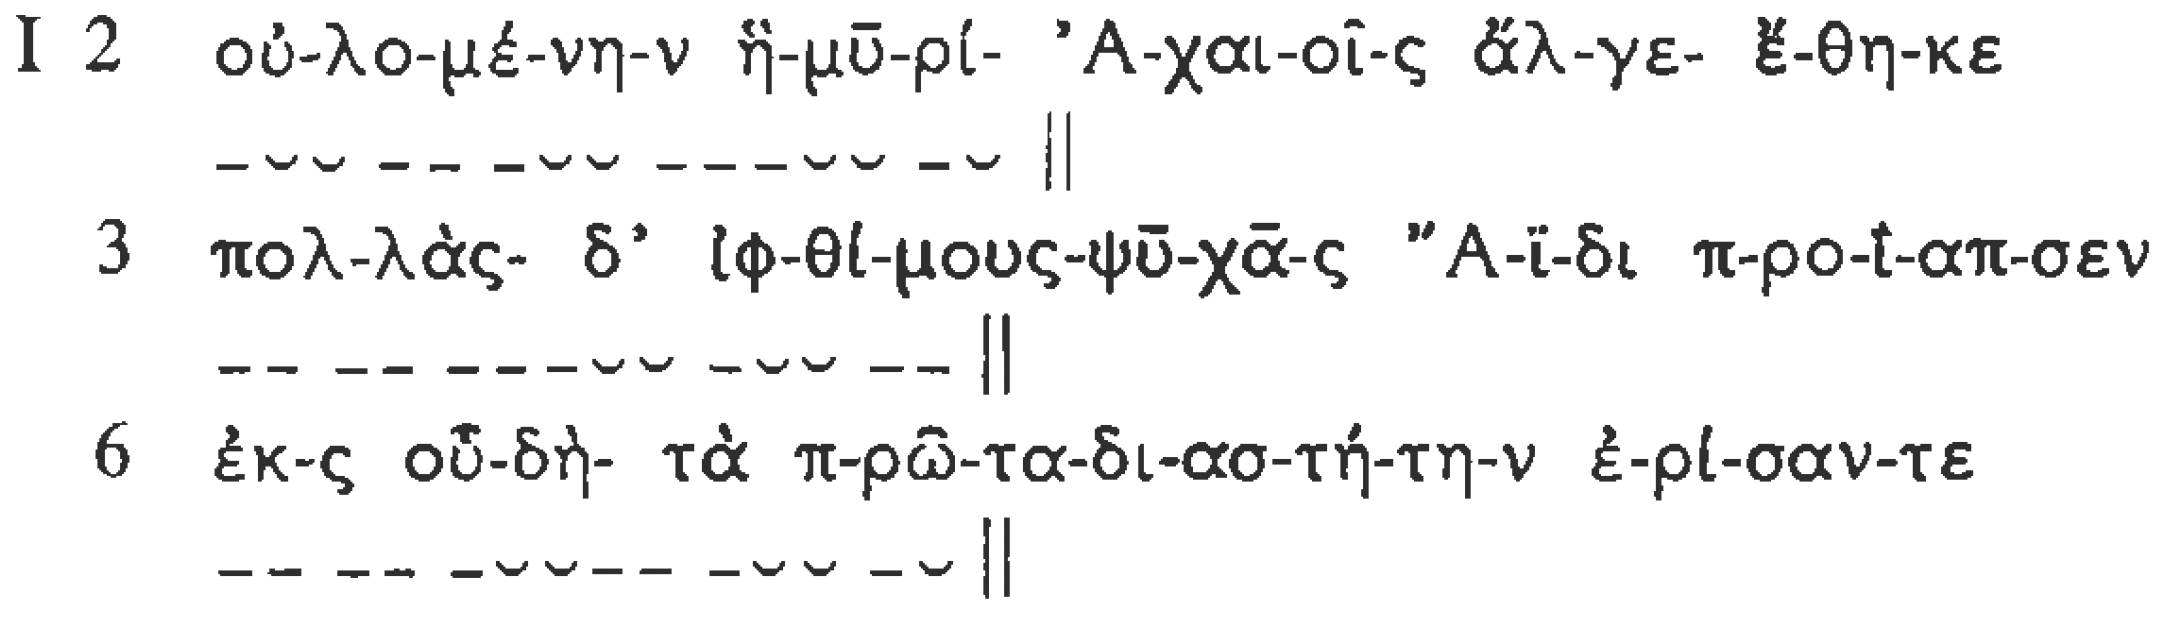 I 2 οὐ-λο-μέ-νη-ν ἥ-μῡ-ρί- Ἀ-χαι-οῖ-ς ἄλ-γε- ἔ-θη-κε
– ⏑ ⏑ – – – ⏑ ⏑ – – – ⏑ ⏑ – ⏑ ‖
3 πολ-λὰς- δ’ ἰφ-θί-μους-ψῡ-χᾱ-ς Ἄ-ϊ-δι π-ρο-ΐ-απ-σεν
– – – – – – – ⏑ ⏑ – ⏑ ⏑ – – ‖
6 ἐκ-ς οὗ-δὴ- τὰ π-ρῶ-τα-δι-ασ-τή-τη-ν ἐ-ρί-σαν-τε
– – – – – ⏑ ⏑ – – – ⏑ ⏑ – ⏑ ‖